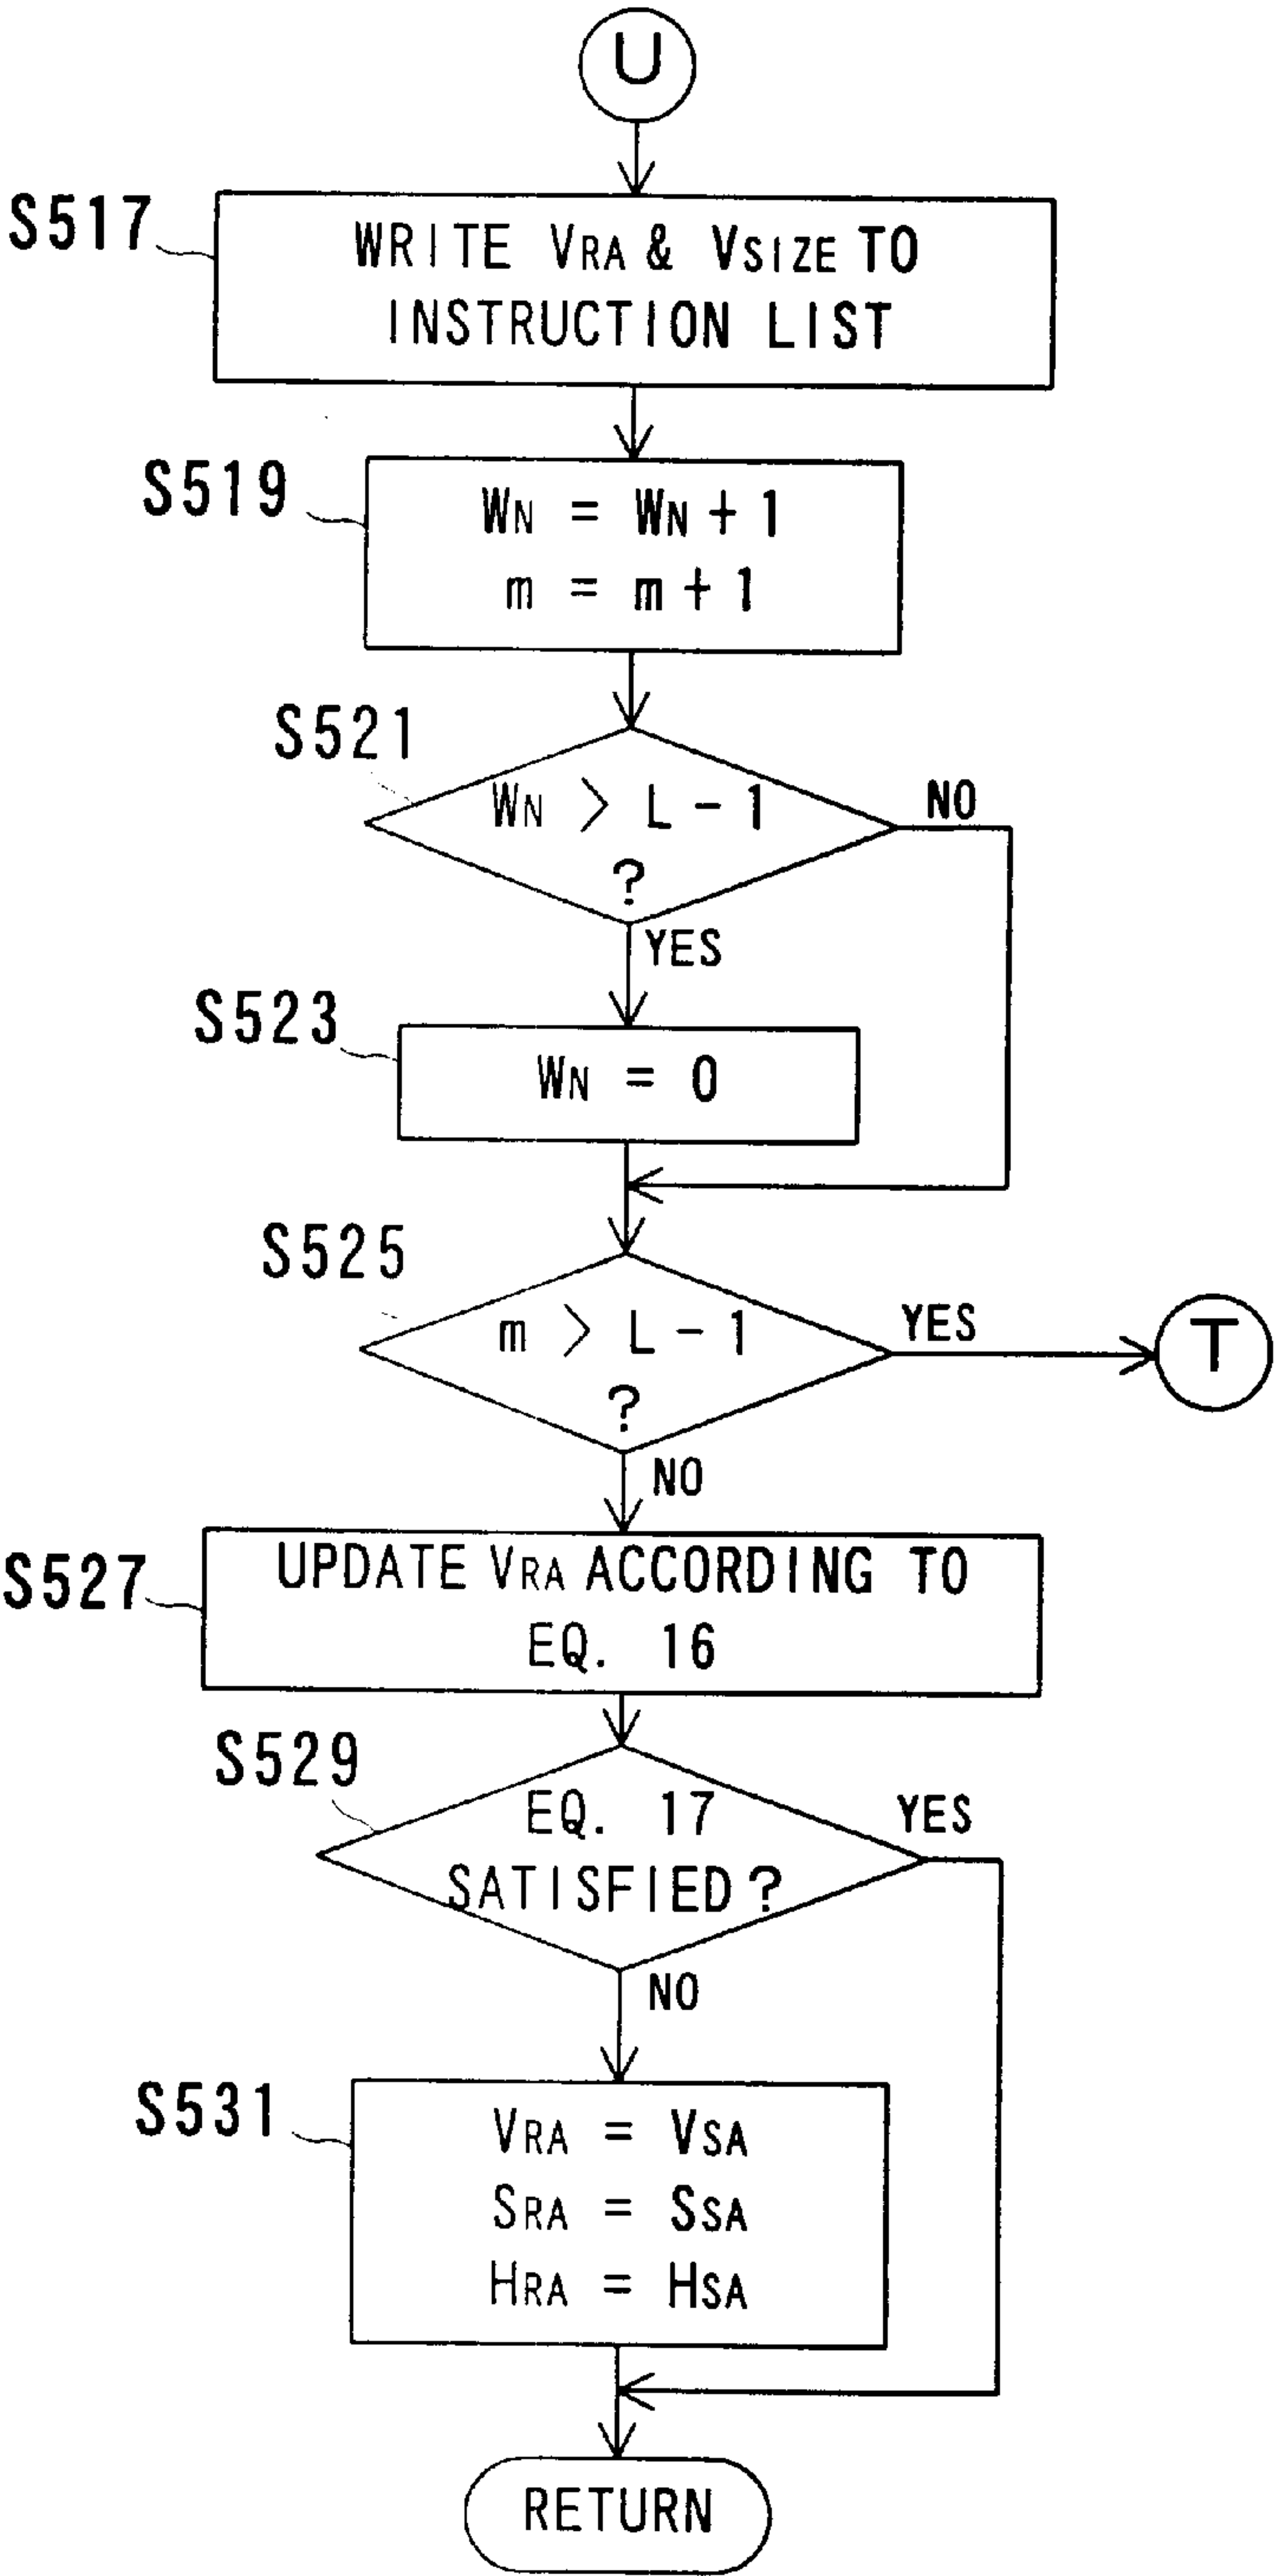 U
S517
WRITE VRA & VSIZE TO
INSTRUCTION LIST
S519
WN = WN + 1
m = m + 1
S521
WN > L - 1
?
NO
YES
S523
WN = 0
S525
m > L - 1
?
YES
T
NO
S527
UPDATE VRA ACCORDING TO
EQ. 16
S529
EQ. 17
SATISFIED?
YES
NO
S531
VRA = VSA
SRA = SSA
HRA = HSA
RETURN